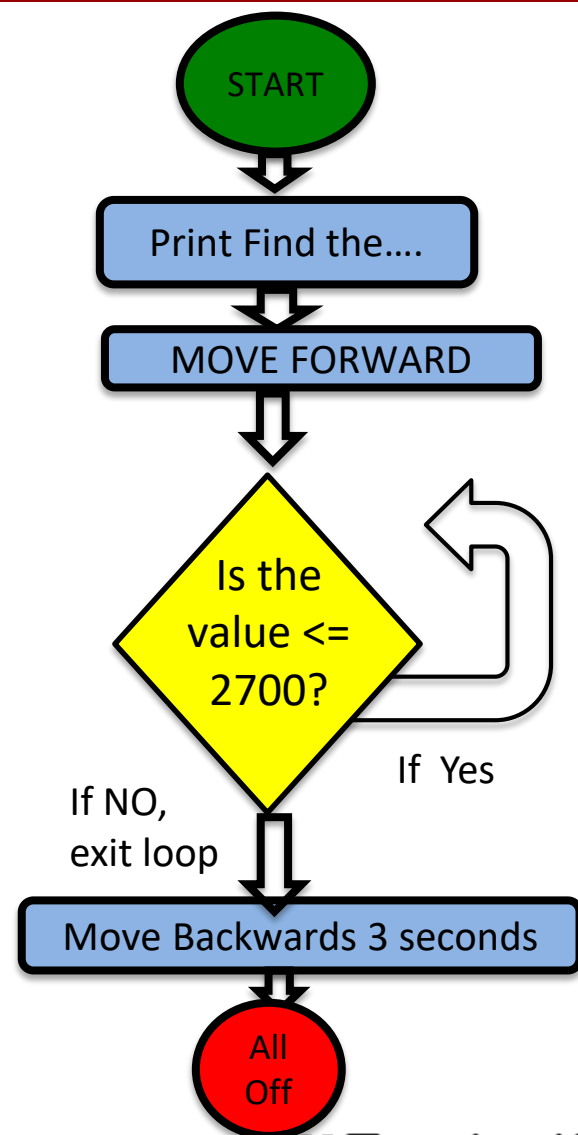 START
Print Find the....
MOVE FORWARD
Is the
value <=
2700?
If Yes
If NO,
exit loop
Move Backwards 3 seconds
All
Off